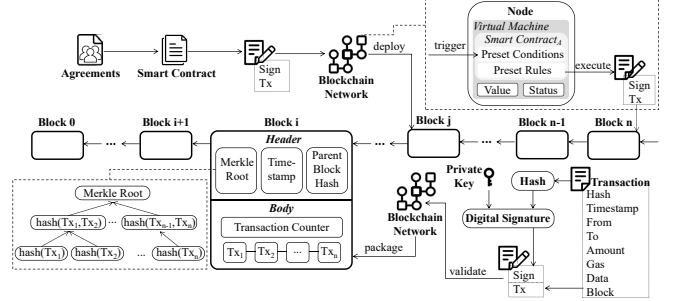 Node
Virtual Machine
Smart Contract_A
Preset Conditions
Preset Rules
Value
Status
trigger
execute
Sign
Tx
Agreements
Smart Contract
Sign
Tx
Blockchain
Network
deploy
Block 0
Block i+1
Block i
Block j
Block n-1
Block n
...
...
...
...
Header
Merkle
Root
Time-
stamp
Parent
Block
Hash
Body
Transaction Counter
Tx₁
Tx₂
...
Txₙ
Merkle Root
hash(Tx₁,Tx₂)
...
hash(Txₙ₋₁,Txₙ)
hash(Tx₁)
hash(Tx₂)
...
hash(Txₙ)
Private
Key
Hash
Digital Signature
Blockchain
Network
package
validate
Sign
Tx
Transaction
Hash
Timestamp
From
To
Amount
Gas
Data
Block